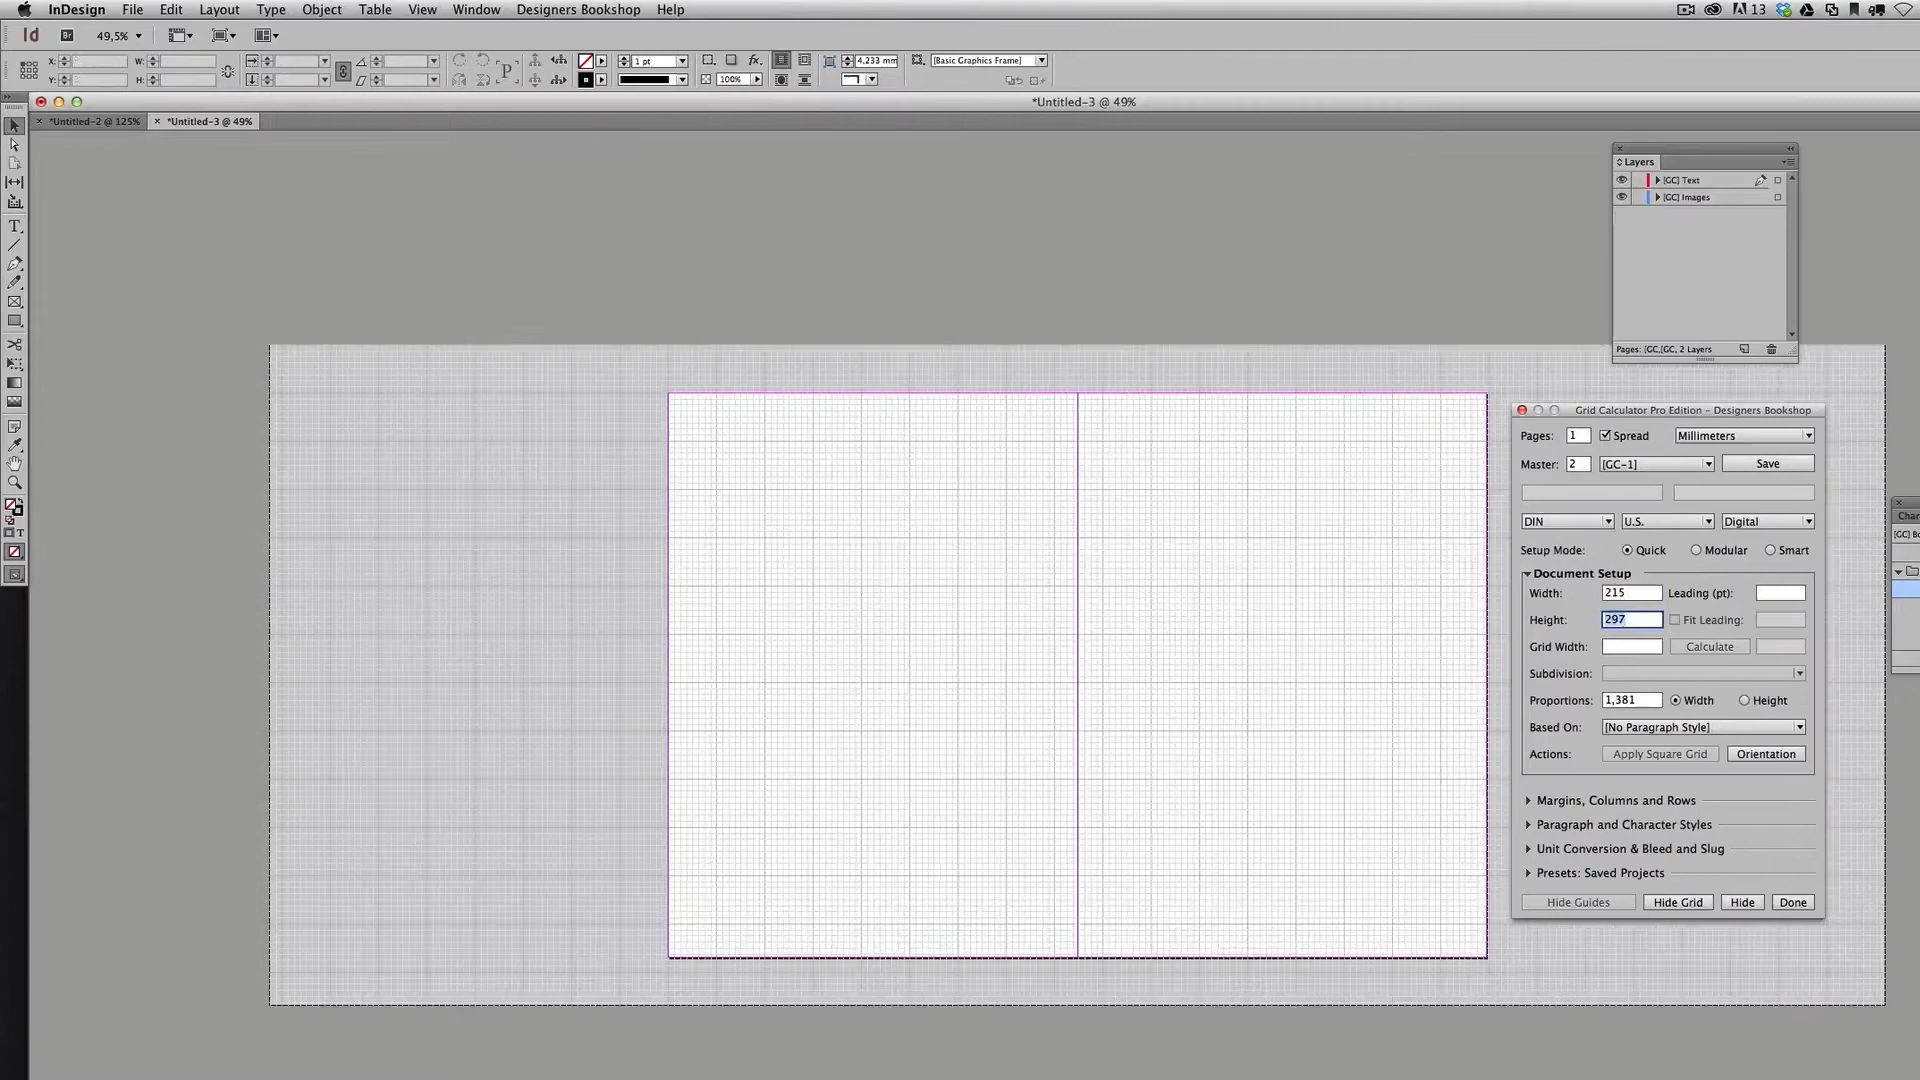 InDesign File Edit Layout Type Object Table View Window Designers Bookshop Help 13
Id Br 49,5%
X: W: 1 pt fx. 4.233 mm [Basic Graphics Frame]
Y: H: P 100%
*Untitled-3 @ 49%
*Untitled-2 @ 125% *Untitled-3 @ 49%
Layers
[GC] Text
[GC] Images
Pages: [GC,[GC, 2 Layers
Grid Calculator Pro Edition - Designers Bookshop
Pages: 1 Spread Millimeters
Master: 2 [GC-1] Save
DIN U.S. Digital
Setup Mode: Quick Modular Smart
Document Setup
Width: 215 Leading (pt):
Height: 297 Fit Leading:
Grid Width: Calculate
Subdivision:
Proportions: 1,381 Width Height
Based On: [No Paragraph Style]
Actions: Apply Square Grid Orientation
Margins, Columns and Rows
Paragraph and Character Styles
Unit Conversion & Bleed and Slug
Presets: Saved Projects
Hide Guides Hide Grid Hide Done
Char
[GC] Bo